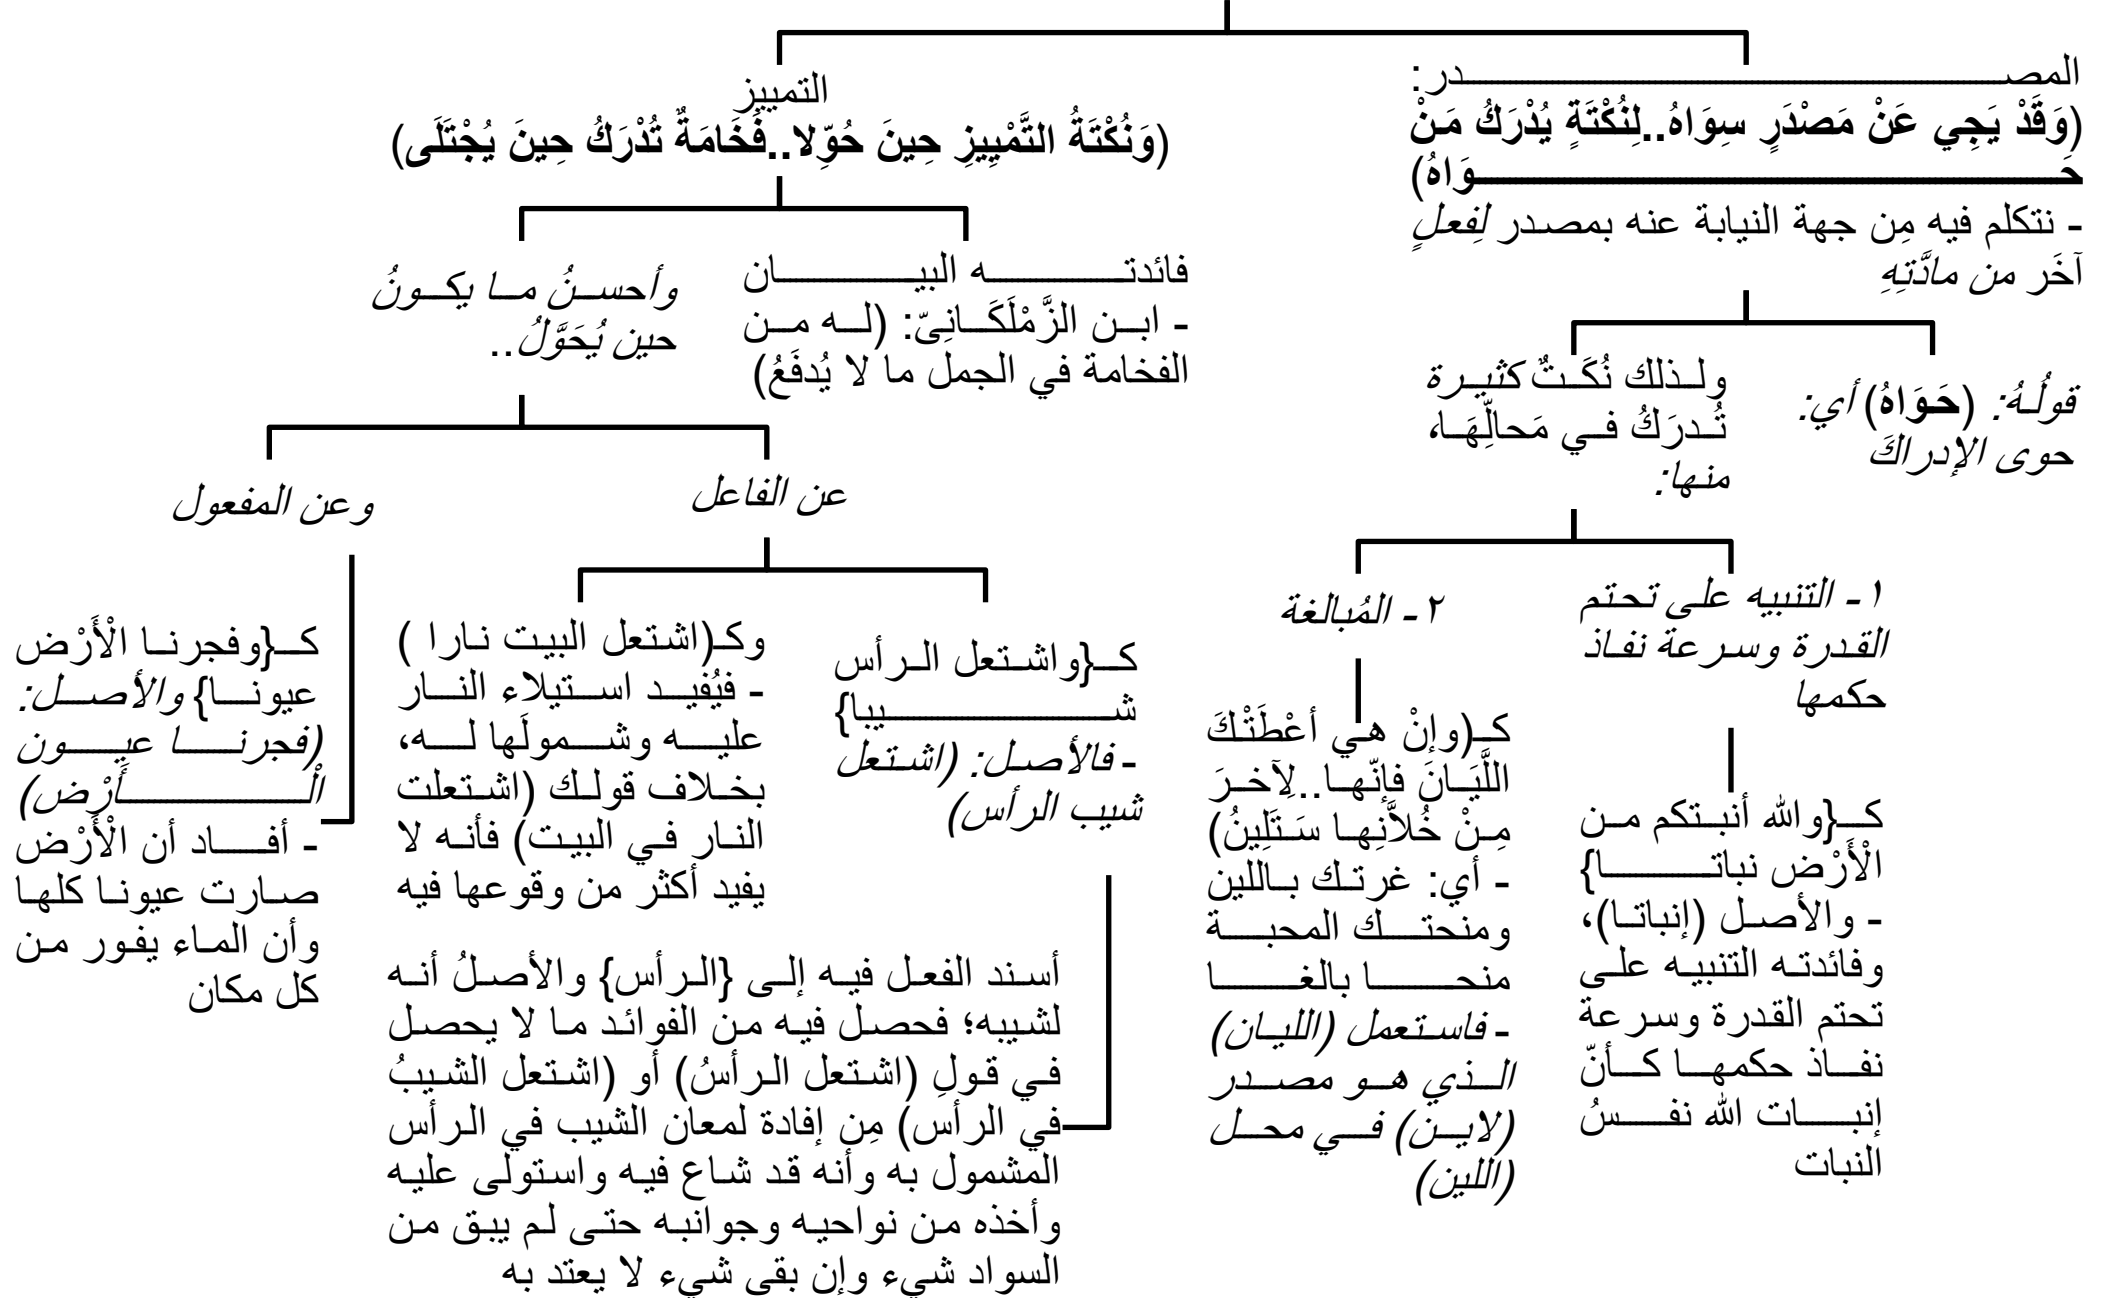 المصدر:
(وَقَدْ يَجِي عَنْ مَصْدَرٍ سِوَاهُ..لِنُكْتَةٍ يُدْرَكُ مَنْ
حَوَاهُ)
- نتكلم فيه مِن جهة النيابة عنه بمصدر لِفعلٍ
آخَر من مادَّتِهِ
قولُهُ: (حَوَاهُ) أي:
حوى الإدراكَ
ولذلك نُكَتٌ كثيرة
تُدرَكُ في مَحالِّهَا،
منها:
١- التنبيه على تحتم
القدرة وسرعة نفاذ
حكمها
كـ{والله أنبتكم من
الْأَرْض نباتا}
- والأصل (إنباتا)،
وفائدته التنبيه على
تحتم القدرة وسرعة
نفاذ حكمها كأنّ
إنبات الله نفسُ
النبات
٢- المُبالغة
كـ(وإنْ هي أعْطَتْكَ
اللَّيَانَ فإنّها..لِآخرَ
مِنْ خُلاَّنِها سَتَلِينُ)
- أي: غرتك باللين
ومنحتك المحبة
منحا بالغا
- فاستعمل (الليان)
الذي هو مصدر
(لاين) في محل
(اللين)
التمييز
(وَنُكْتَةُ التَّمْيِيزِ حِينَ حُوِّلا..فَخَامَةٌ تُدْرَكُ حِينَ يُجْتَلَى)
فائدته البيان
- ابن الزَّمْلَكَانِىّ: (له من
الفخامة في الجمل ما لا يُدفَعُ)
وأحسنُ ما يكونُ
حين يُحَوَّلُ..
عن الفاعل
كـ{واشتعل الرأس
شيبا}
- فالأصل: (اشتعل
شيب الرأس)
أسند الفعل فيه إلى {الرأس} والأصلُ أنه
لشيبه؛ فحصل فيه من الفوائد ما لا يحصل
في قولِ (اشتعل الرأسُ) أو (اشتعل الشيبُ
في الرأس) مِن إفادة لمعان الشيب في الرأس
المشمول به وأنه قد شاع فيه واستولى عليه
وأخذه من نواحيه وجوانبه حتى لم يبق من
السواد شيء وإن بقى شيء لا يعتد به
وكـ(اشتعل البيت نارا )
- فيُفيد استيلاء النار
عليه وشمولَها له،
بخلاف قولك (اشتعلت
النار في البيت) فأنه لا
يفيد أكثر من وقوعها فيه
وعن المفعول
كـ{وفجرنا الْأَرْض
عيونا} والأصل:
(فجرنا عيون
الْأَرْض)
- أفاد أن الْأَرْض
صارت عيونا كلها
وأن الماء يفور من
كل مكان